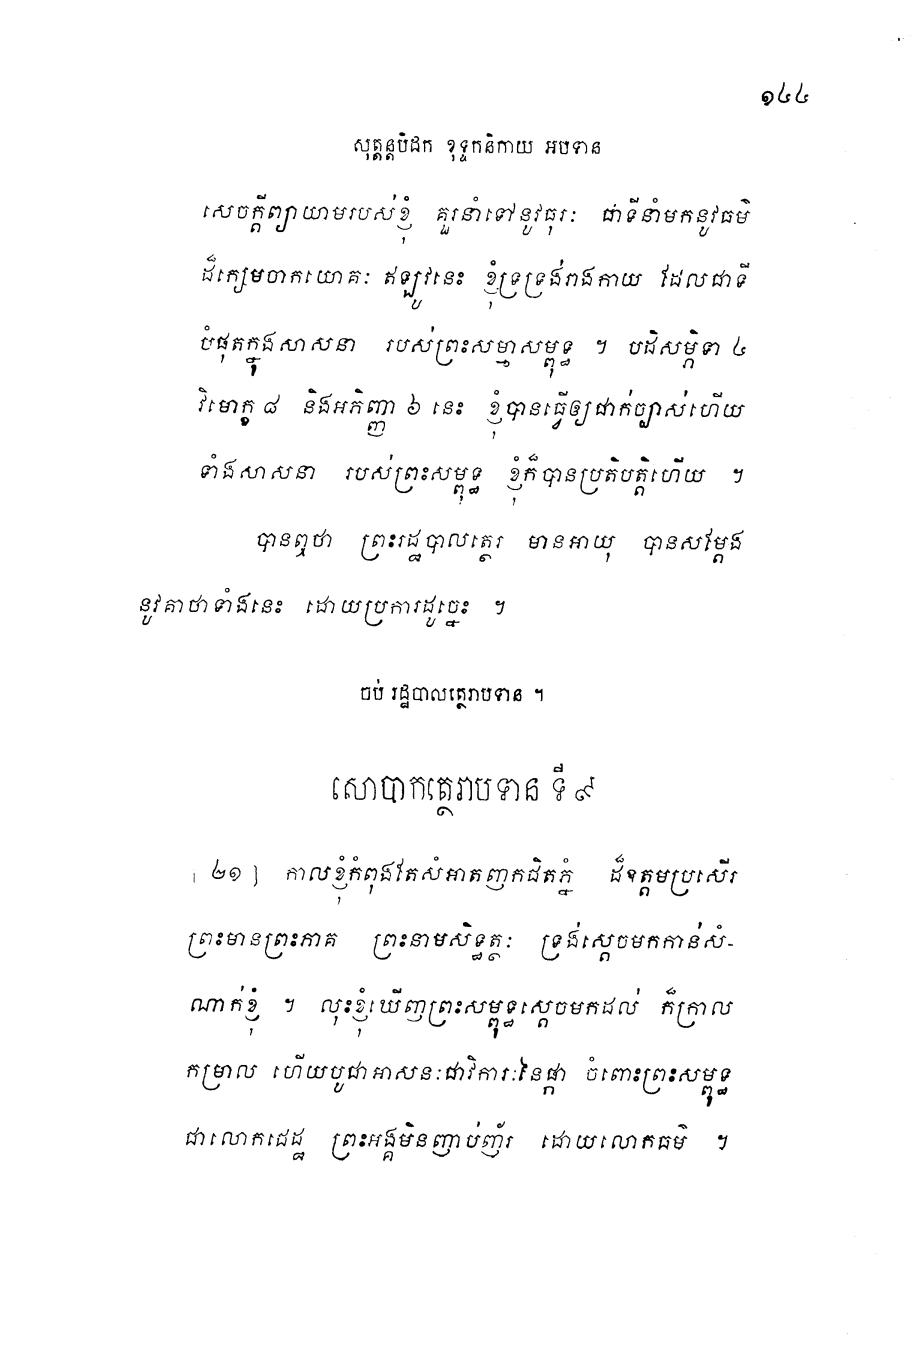 ១៤៤
សុត្តន្តបិដក ខុទ្ទកនិកាយ អបទាន
សេចក្តីព្យាយាមរបស់ខ្ញុំ គួរនាំទៅនូវធុរៈ ជាទីនាំមកនូវធម៌
ដ៏ក្សេមចាកយោគៈ ឥឡូវនេះ ខ្ញុំទ្រទ្រង់រាងកាយ ដែលជាទី
បំផុតក្នុងសាសនា របស់ព្រះសម្មាសម្ពុទ្ធ ។ បដិសម្ភិទា ៤
វិមោក្ខ ៨ និងអភិញ្ញា ៦ នេះ ខ្ញុំបានធ្វើឲ្យជាក់ច្បាស់ហើយ
ទាំងសាសនា របស់ព្រះសម្ពុទ្ធ ខ្ញុំក៏បានប្រតិបត្តិហើយ ។
បានឮថា ព្រះរដ្ឋបាលត្ថេរ មានអាយុ បានសម្តែង
នូវគាថាទាំងនេះ ដោយប្រការដូច្នេះ ។
ចប់ រដ្ឋបាលត្ថេរាបទាន ។
សោបាកត្ថេរាបទាន ទី ៩
[ ២១ ] កាលខ្ញុំកំពុងតែសំអាតញកជិតភ្នំ ដ៏ឧត្តមប្រសើរ
ព្រះមានព្រះភាគ ព្រះនាមសិទ្ធត្ថៈ ទ្រង់ស្តេចមកកាន់សំ-
ណាក់ខ្ញុំ ។ លុះខ្ញុំឃើញព្រះសម្ពុទ្ធស្តេចមកដល់ ក៏ក្រាល
កម្រាល ហើយបូជាអាសនៈជាវិការៈនៃផ្កា ចំពោះព្រះសម្ពុទ្ធ
ជាលោកជេដ្ឋ ព្រះអង្គមិនញាប់ញ័រ ដោយលោកធម៌ ។